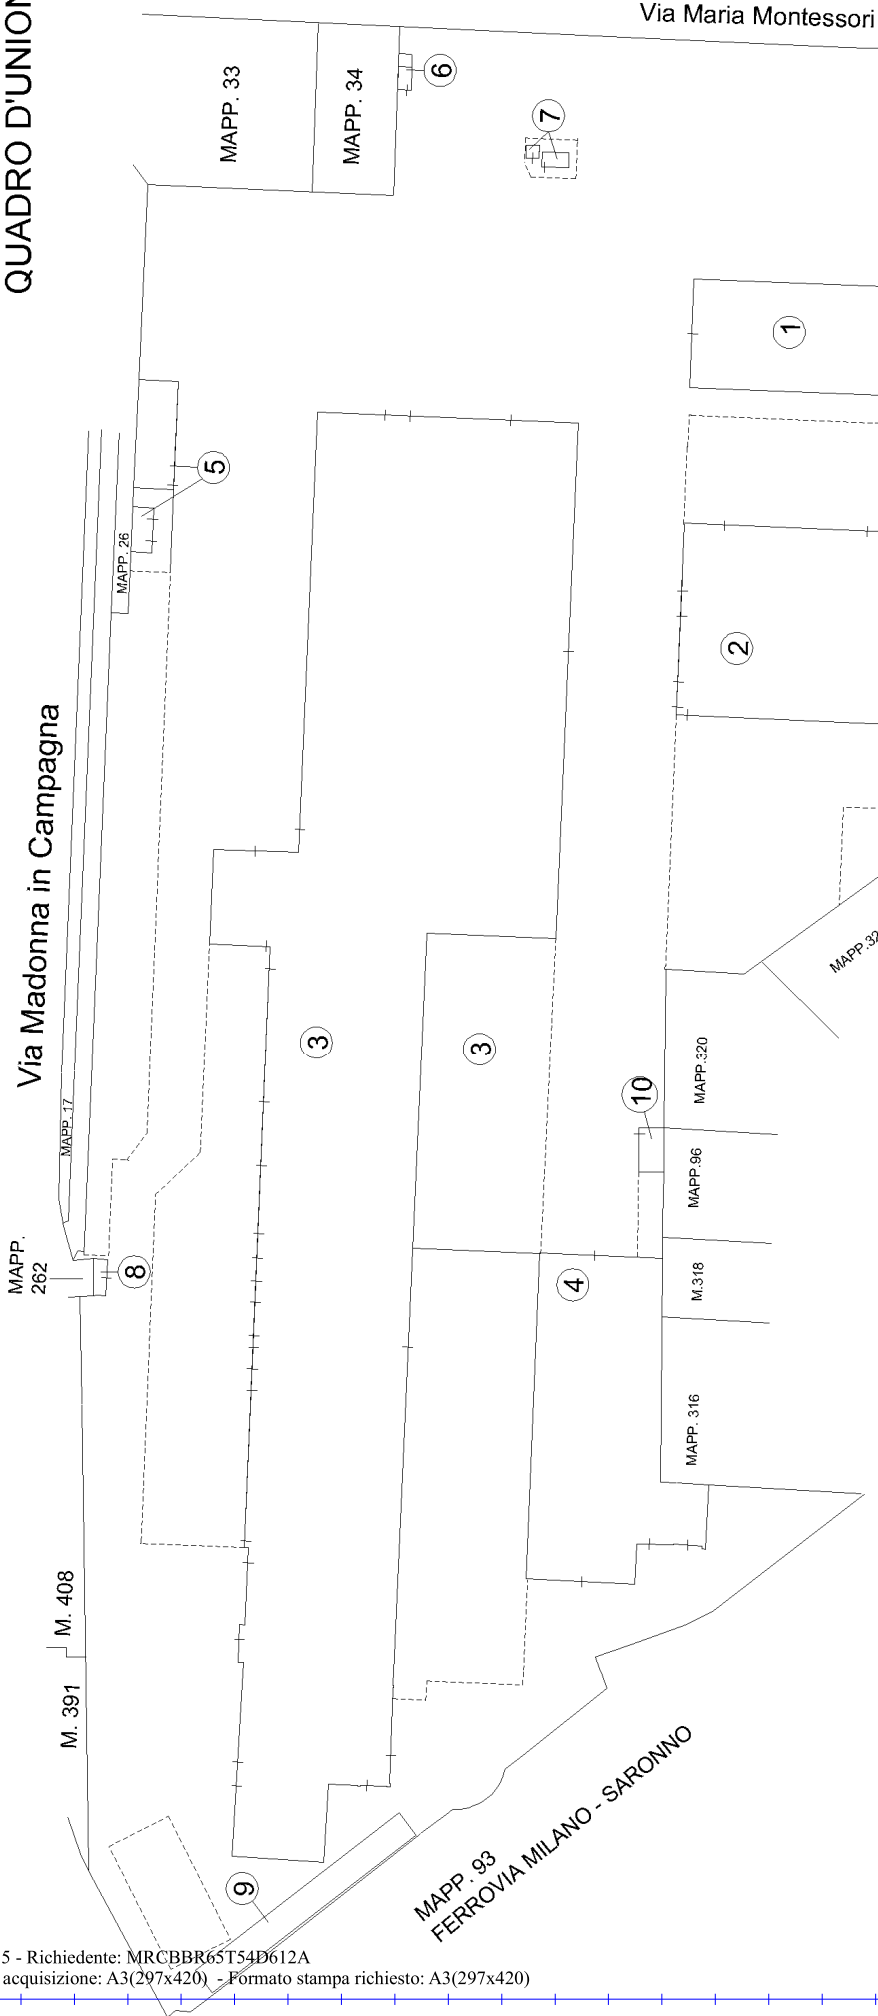 QUADRO D'UNION
Via Maria Montessori
MAPP. 33
MAPP. 34
6
7
1
5
MAPP. 26
2
Via Madonna in Campagna
MAPP. 17
3
3
10
MAPP.32
MAPP.320
MAPP.96
MAPP.
262
8
4
M.318
MAPP. 316
M. 408
M. 391
9
MAPP. 93
FERROVIA MILANO - SARONNO
5 - Richiedente: MRCBBR65T54D612A
acquisizione: A3(297x420) - Formato stampa richiesto: A3(297x420)